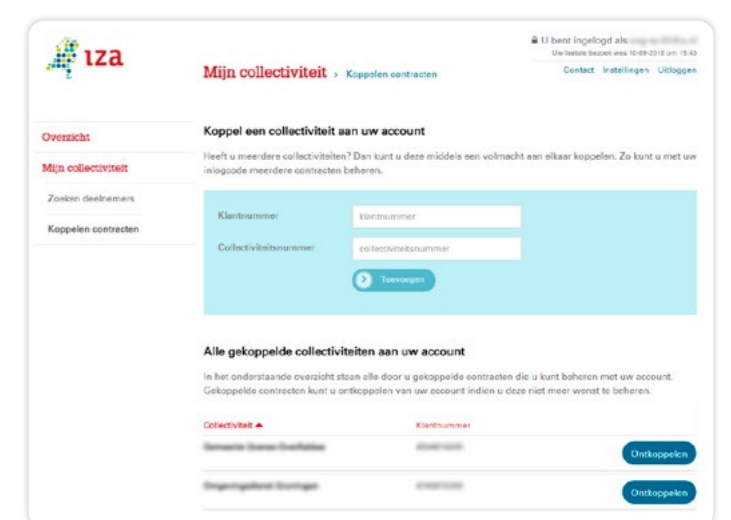 iza
U bent ingelogd als
Uw laatste bezoek was 10-09-2018 om 15:43
Mijn collectiviteit › Koppelen contracten
Contact Instellingen Uitloggen
Overzicht
Mijn collectiviteit
Zoeken deelnemers
Koppelen contracten
Koppel een collectiviteit aan uw account
Heeft u meerdere collectiviteiten? Dan kunt u deze middels een volmacht aan elkaar koppelen. Zo kunt u met uw
inlogcode meerdere contracten beheren.
Klantnummer klantnummer
Collectiviteitsnummer collectiviteitsnummer
Toevoegen
Alle gekoppelde collectiviteiten aan uw account
In het onderstaande overzicht staan alle door u gekoppelde contracten die u kunt beheren met uw account.
Gekoppelde contracten kunt u ontkoppelen van uw account indien u deze niet meer wenst te beheren.
Collectiviteit Klantnummer
Ontkoppelen
Ontkoppelen